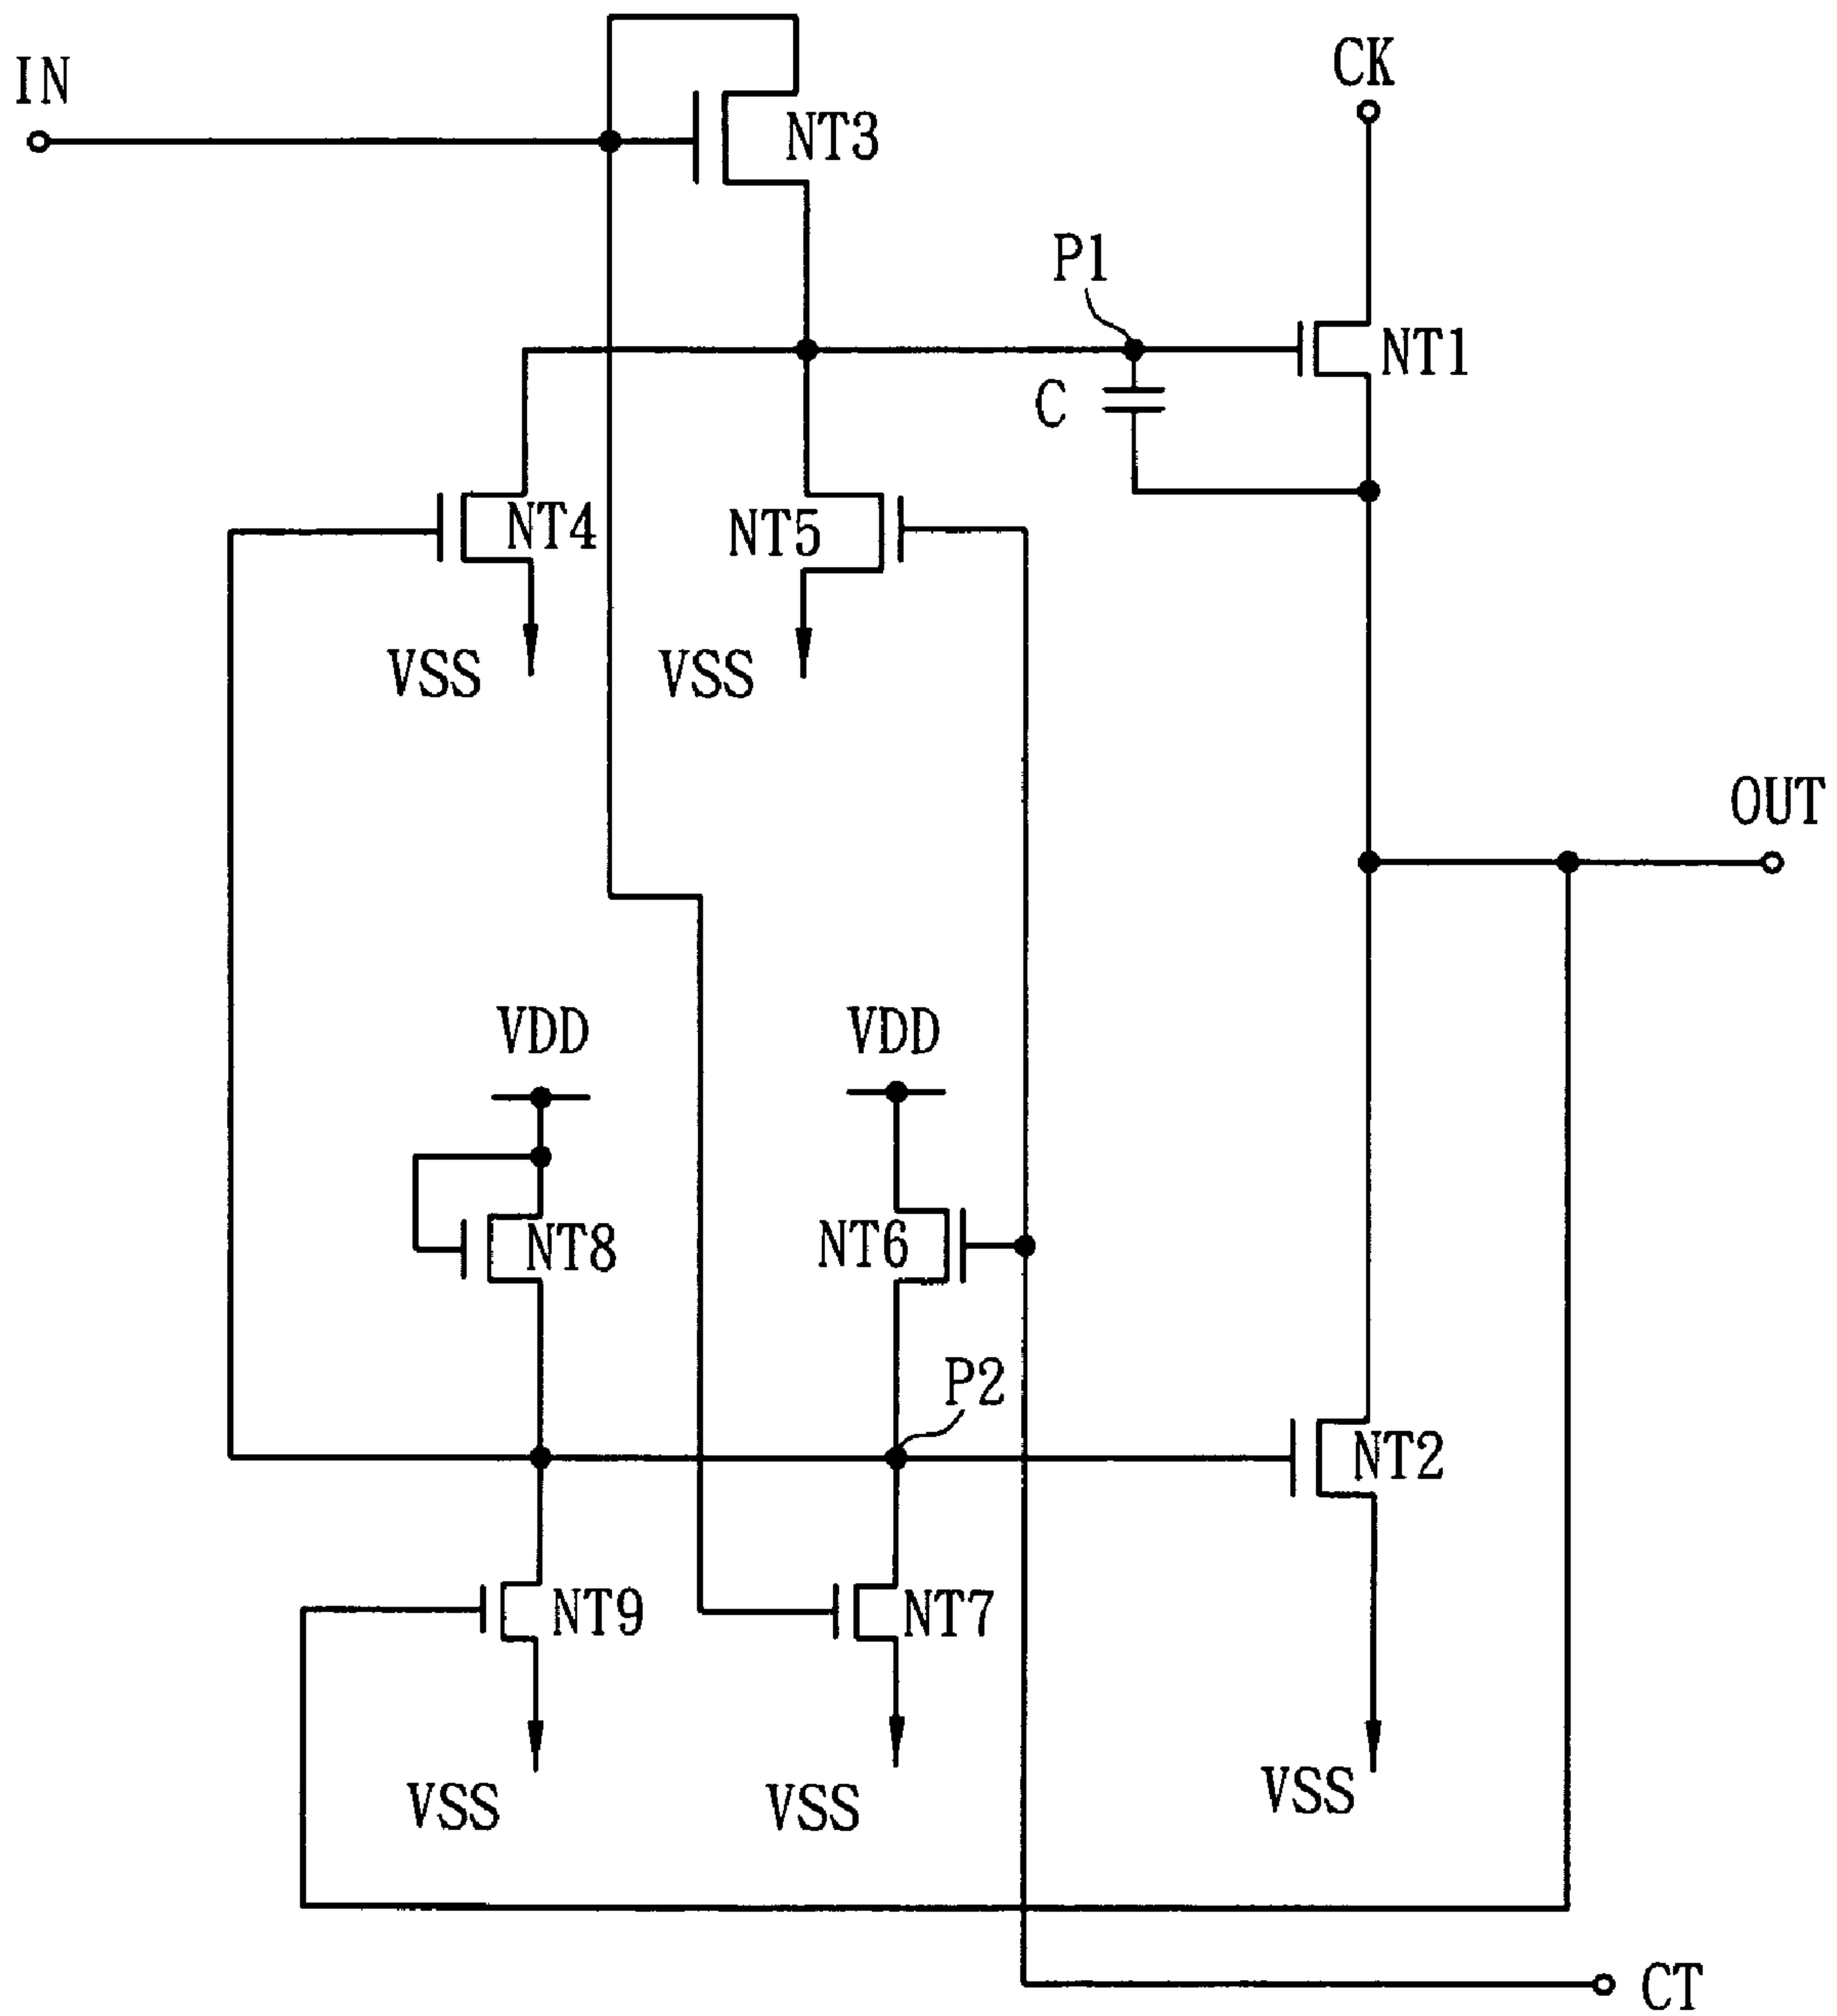 IN
CK
NT3
P1
NT1
C
NT4
NT5
VSS
VSS
OUT
VDD
VDD
NT8
NT6
P2
NT2
NT9
NT7
VSS
VSS
VSS
CT